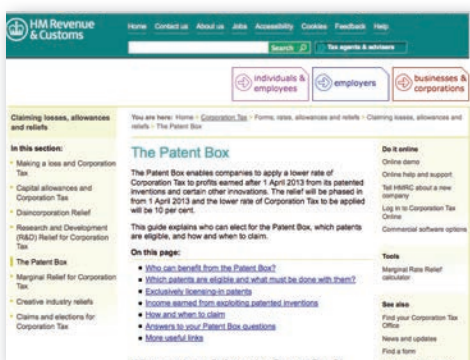 HM Revenue
& Customs
Home Contact us About us Jobs Accessibility Cookies Feedback Help
Search
Tax agents & advisers
individuals &
employees
employers
businesses &
corporations
Claiming losses, allowances
and reliefs
In this section:
Making a loss and Corporation
Tax
Capital allowances and
Corporation Tax
Disincorporation Relief
Research and Development
(R&D) Relief for Corporation
Tax
The Patent Box
Marginal Relief for Corporation
Tax
Creative industry reliefs
Claims and elections for
Corporation Tax
You are here: Home > Corporation Tax > Forms, rates, allowances and reliefs > Claiming losses, allowances and
reliefs > The Patent Box
The Patent Box
The Patent Box enables companies to apply a lower rate of
Corporation Tax to profits earned after 1 April 2013 from its patented
inventions and certain other innovations. The relief will be phased in
from 1 April 2013 and the lower rate of Corporation Tax to be applied
will be 10 per cent.
This guide explains who can elect for the Patent Box, which patents
are eligible, and how and when to claim.
On this page:
Who can benefit from the Patent Box?
Which patents are eligible and what must be done with them?
Exclusively licensing-in patents
Income earned from exploiting patented inventions
How and when to claim
Answers to your Patent Box questions
More useful links
Do it online
Online demo
Online help and support
Tell HMRC about a new
company
Log in to Corporation Tax
Online
Commercial software options
Tools
Marginal Rate Relief
calculator
See also
Find your Corporation Tax
Office
News and updates
Find a form